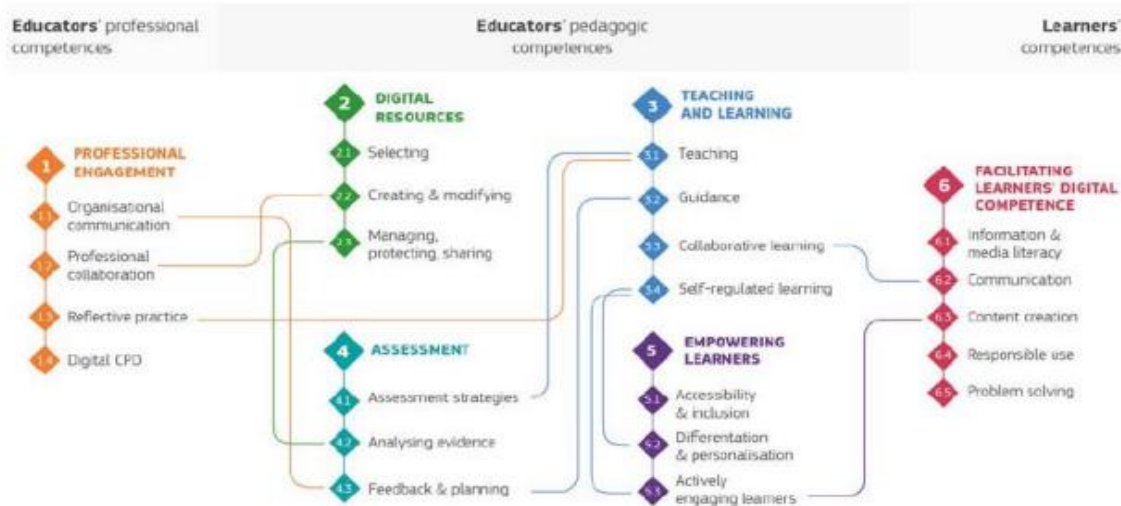 Educators' professional
competences
Educators' pedagogic
competences
Learners'
competences
1
PROFESSIONAL
ENGAGEMENT
1.1
Organisational
communication
1.2
Professional
collaboration
1.3
Reflective practice
1.4
Digital CPD
2
DIGITAL
RESOURCES
2.1
Selecting
2.2
Creating & modifying
2.3
Managing,
protecting, sharing
4
ASSESSMENT
4.1
Assessment strategies
4.2
Analysing evidence
4.3
Feedback & planning
3
TEACHING
AND LEARNING
3.1
Teaching
3.2
Guidance
3.3
Collaborative learning
3.4
Self-regulated learning
5
EMPOWERING
LEARNERS
5.1
Accessibility
& inclusion
5.2
Differentation
& personalisation
5.3
Actively
engaging learners
6
FACILITATING
LEARNERS' DIGITAL
COMPETENCE
6.1
Information &
media literacy
6.2
Communication
6.3
Content creation
6.4
Responsible use
6.5
Problem solving